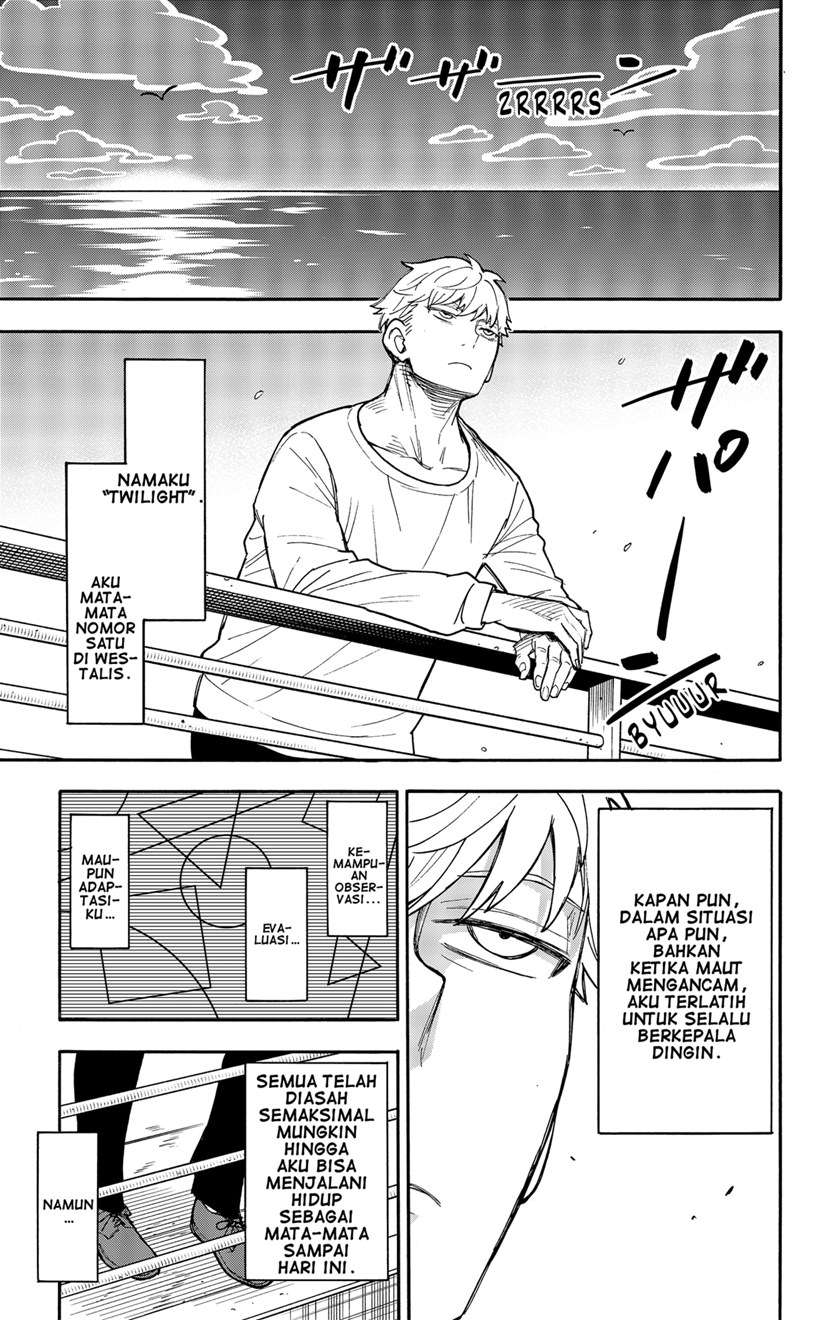 ザザーン
ZRRRRS
NAMAKU
"TWILIGHT".
AKU
MATA-
MATA
NOMOR
SATU
DI WES-
TALIS.
ザパーン
BYUUUR
KAPAN PUN,
DALAM SITUASI
APA PUN,
BAHKAN
KETIKA MAUT
MENGANCAM,
AKU TERLATIH
UNTUK SELALU
BERKEPALA
DINGIN.
KE-
MAMPU-
AN
OBSER-
VASI...
EVA-
LUASI...
MAU-
PUN
ADAP-
TASI-
KU...
SEMUA TELAH
DIASAH
SEMAKSIMAL
MUNGKIN
HINGGA
AKU BISA
MENJALANI
HIDUP
SEBAGAI
MATA-MATA
SAMPAI
HARI INI.
NAMUN
...